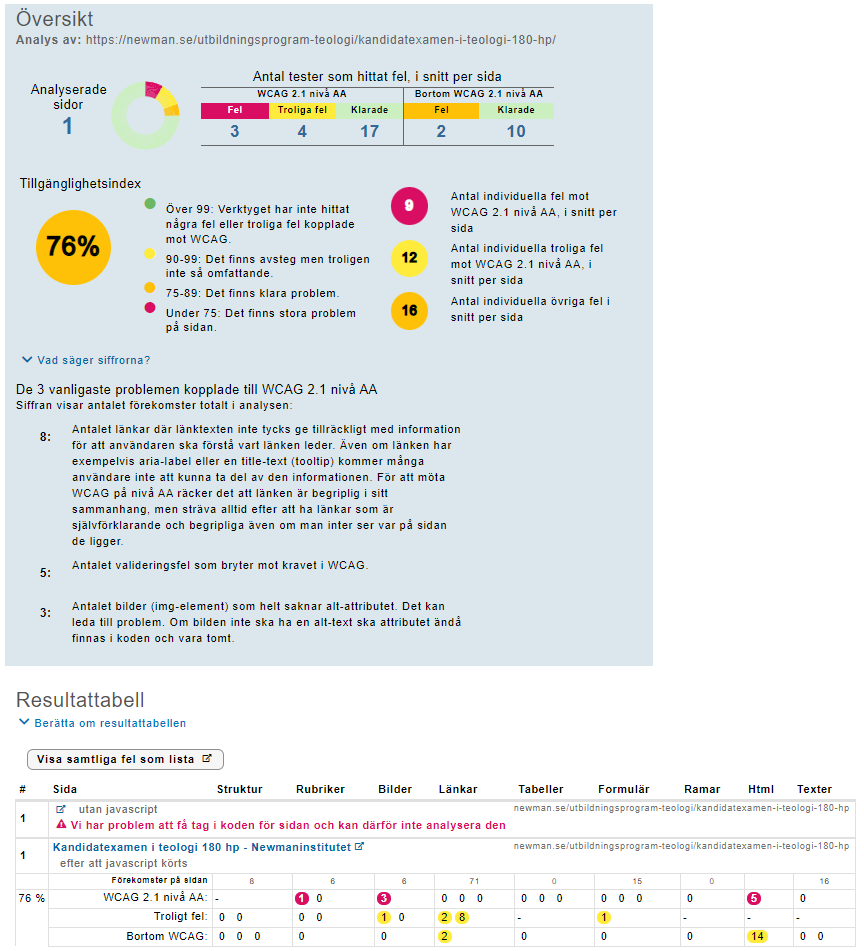 Översikt
Analys av: https://newman.se/utbildningsprogram-teologi/kandidatexamen-i-teologi-180-hp/
Analyserade
sidor
1
Antal tester som hittat fel, i snitt per sida
WCAG 2.1 nivå AA Bortom WCAG 2.1 nivå AA
Fel Troliga fel Klarade Fel Klarade
3 4 17 2 10
Tillgänglighetsindex
76%
Över 99: Verktyget har inte hittat
några fel eller troliga fel kopplade
mot WCAG.
90-99: Det finns avsteg men troligen
inte så omfattande.
75-89: Det finns klara problem.
Under 75: Det finns stora problem
på sidan.
9
Antal individuella fel mot
WCAG 2.1 nivå AA, i snitt per
sida
12
Antal individuella troliga fel
mot WCAG 2.1 nivå AA, i
snitt per sida
16
Antal individuella övriga fel i
snitt per sida
Vad säger siffrorna?
De 3 vanligaste problemen kopplade till WCAG 2.1 nivå AA
Siffran visar antalet förekomster totalt i analysen:
8: Antalet länkar där länktexten inte tycks ge tillräckligt med information
för att användaren ska förstå vart länken leder. Även om länken har
exempelvis aria-label eller en title-text (tooltip) kommer många
användare inte att kunna ta del av den informationen. För att möta
WCAG på nivå AA räcker det att länken är begriplig i sitt
sammanhang, men sträva alltid efter att ha länkar som är
självförklarande och begripliga även om man inter ser var på sidan
de ligger.
5: Antalet valideringsfel som bryter mot kravet i WCAG.
3: Antalet bilder (img-element) som helt saknar alt-attributet. Det kan
leda till problem. Om bilden inte ska ha en alt-text ska attributet ändå
finnas i koden och vara tomt.
Resultattabell
Berätta om resultattabellen
Visa samtliga fel som lista
# Sida Struktur Rubriker Bilder Länkar Tabeller Formulär Ramar Html Texter
1 utan javascript newman.se/utbildningsprogram-teologi/kandidatexamen-i-teologi-180-hp
Vi har problem att få tag i koden för sidan och kan därför inte analysera den
1 Kandidatexamen i teologi 180 hp - Newmaninstitutet newman.se/utbildningsprogram-teologi/kandidatexamen-i-teologi-180-hp
efter att javascript körts
Förekomster på sidan 8 6 6 71 0 15 0 16
76 % WCAG 2.1 nivå AA: - 1 0 3 0 0 0 0 0 0 0 0 0 0 5 0
Troligt fel: 0 0 0 1 0 2 8 - 1 - - -
Bortom WCAG: 0 0 0 0 0 2 14 0 0